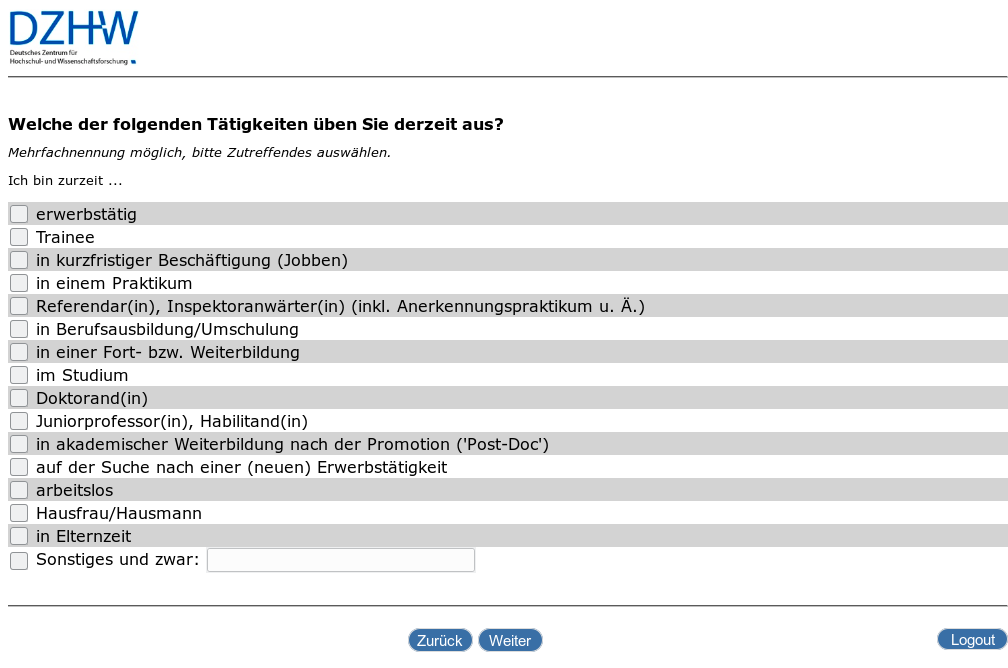 DZHW
Deutsches Zentrum für
Hochschul- und Wissenschaftsforschung
Welche der folgenden Tätigkeiten üben Sie derzeit aus?
Mehrfachnennung möglich, bitte Zutreffendes auswählen.
Ich bin zurzeit ...
erwerbstätig
Trainee
in kurzfristiger Beschäftigung (Jobben)
in einem Praktikum
Referendar(in), Inspektoranwärter(in) (inkl. Anerkennungspraktikum u. Ä.)
in Berufsausbildung/Umschulung
in einer Fort- bzw. Weiterbildung
im Studium
Doktorand(in)
Juniorprofessor(in), Habilitand(in)
in akademischer Weiterbildung nach der Promotion ('Post-Doc')
auf der Suche nach einer (neuen) Erwerbstätigkeit
arbeitslos
Hausfrau/Hausmann
in Elternzeit
Sonstiges und zwar:
Zurück Weiter Logout